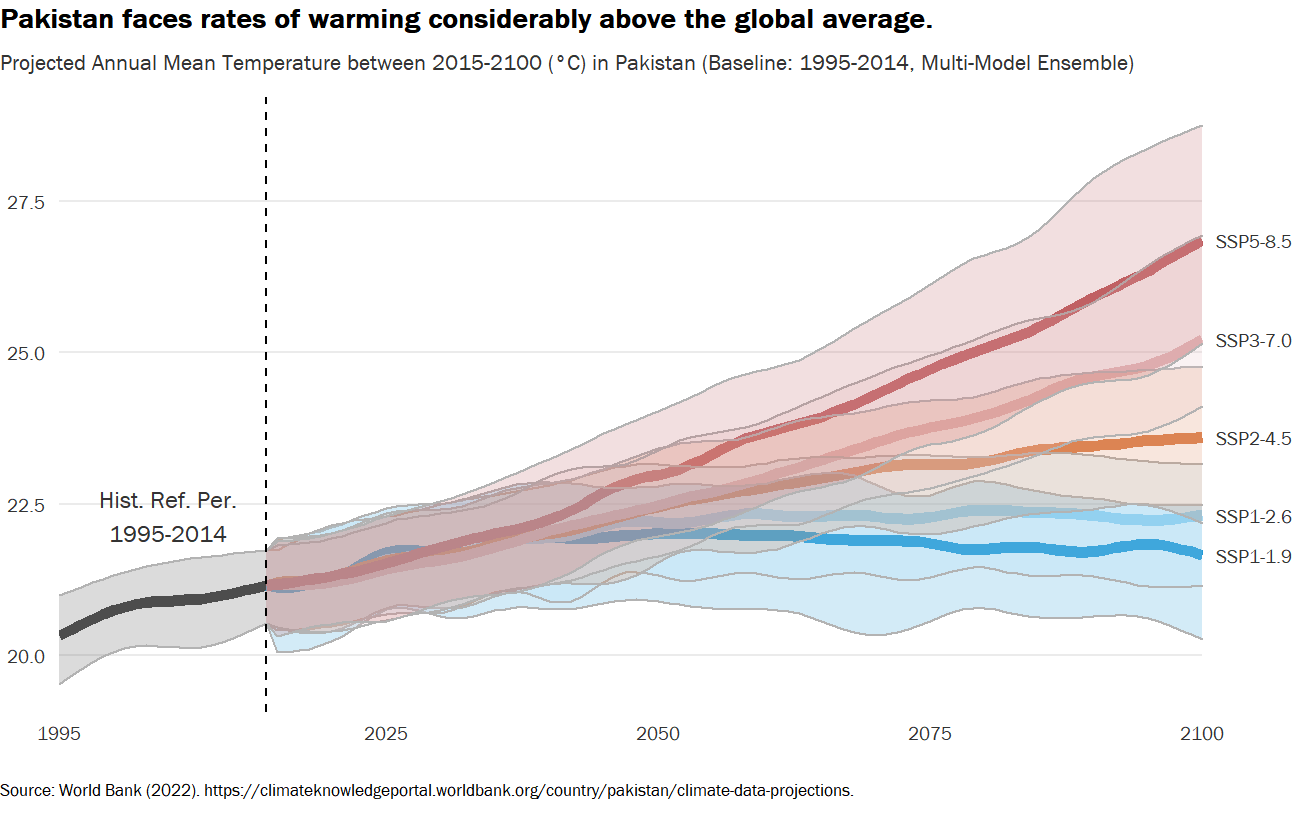 Pakistan faces rates of warming considerably above the global average.
Projected Annual Mean Temperature between 2015-2100 (°C) in Pakistan (Baseline: 1995-2014, Multi-Model Ensemble)
27.5
SSP5-8.5
25.0
SSP3-7.0
SSP2-4.5
22.5
Hist. Ref. Per.
1995-2014
SSP1-2.6
SSP1-1.9
20.0
1995
2025
2050
2075
2100
Source: World Bank (2022). https://climateknowledgeportal.worldbank.org/country/pakistan/climate-data-projections.